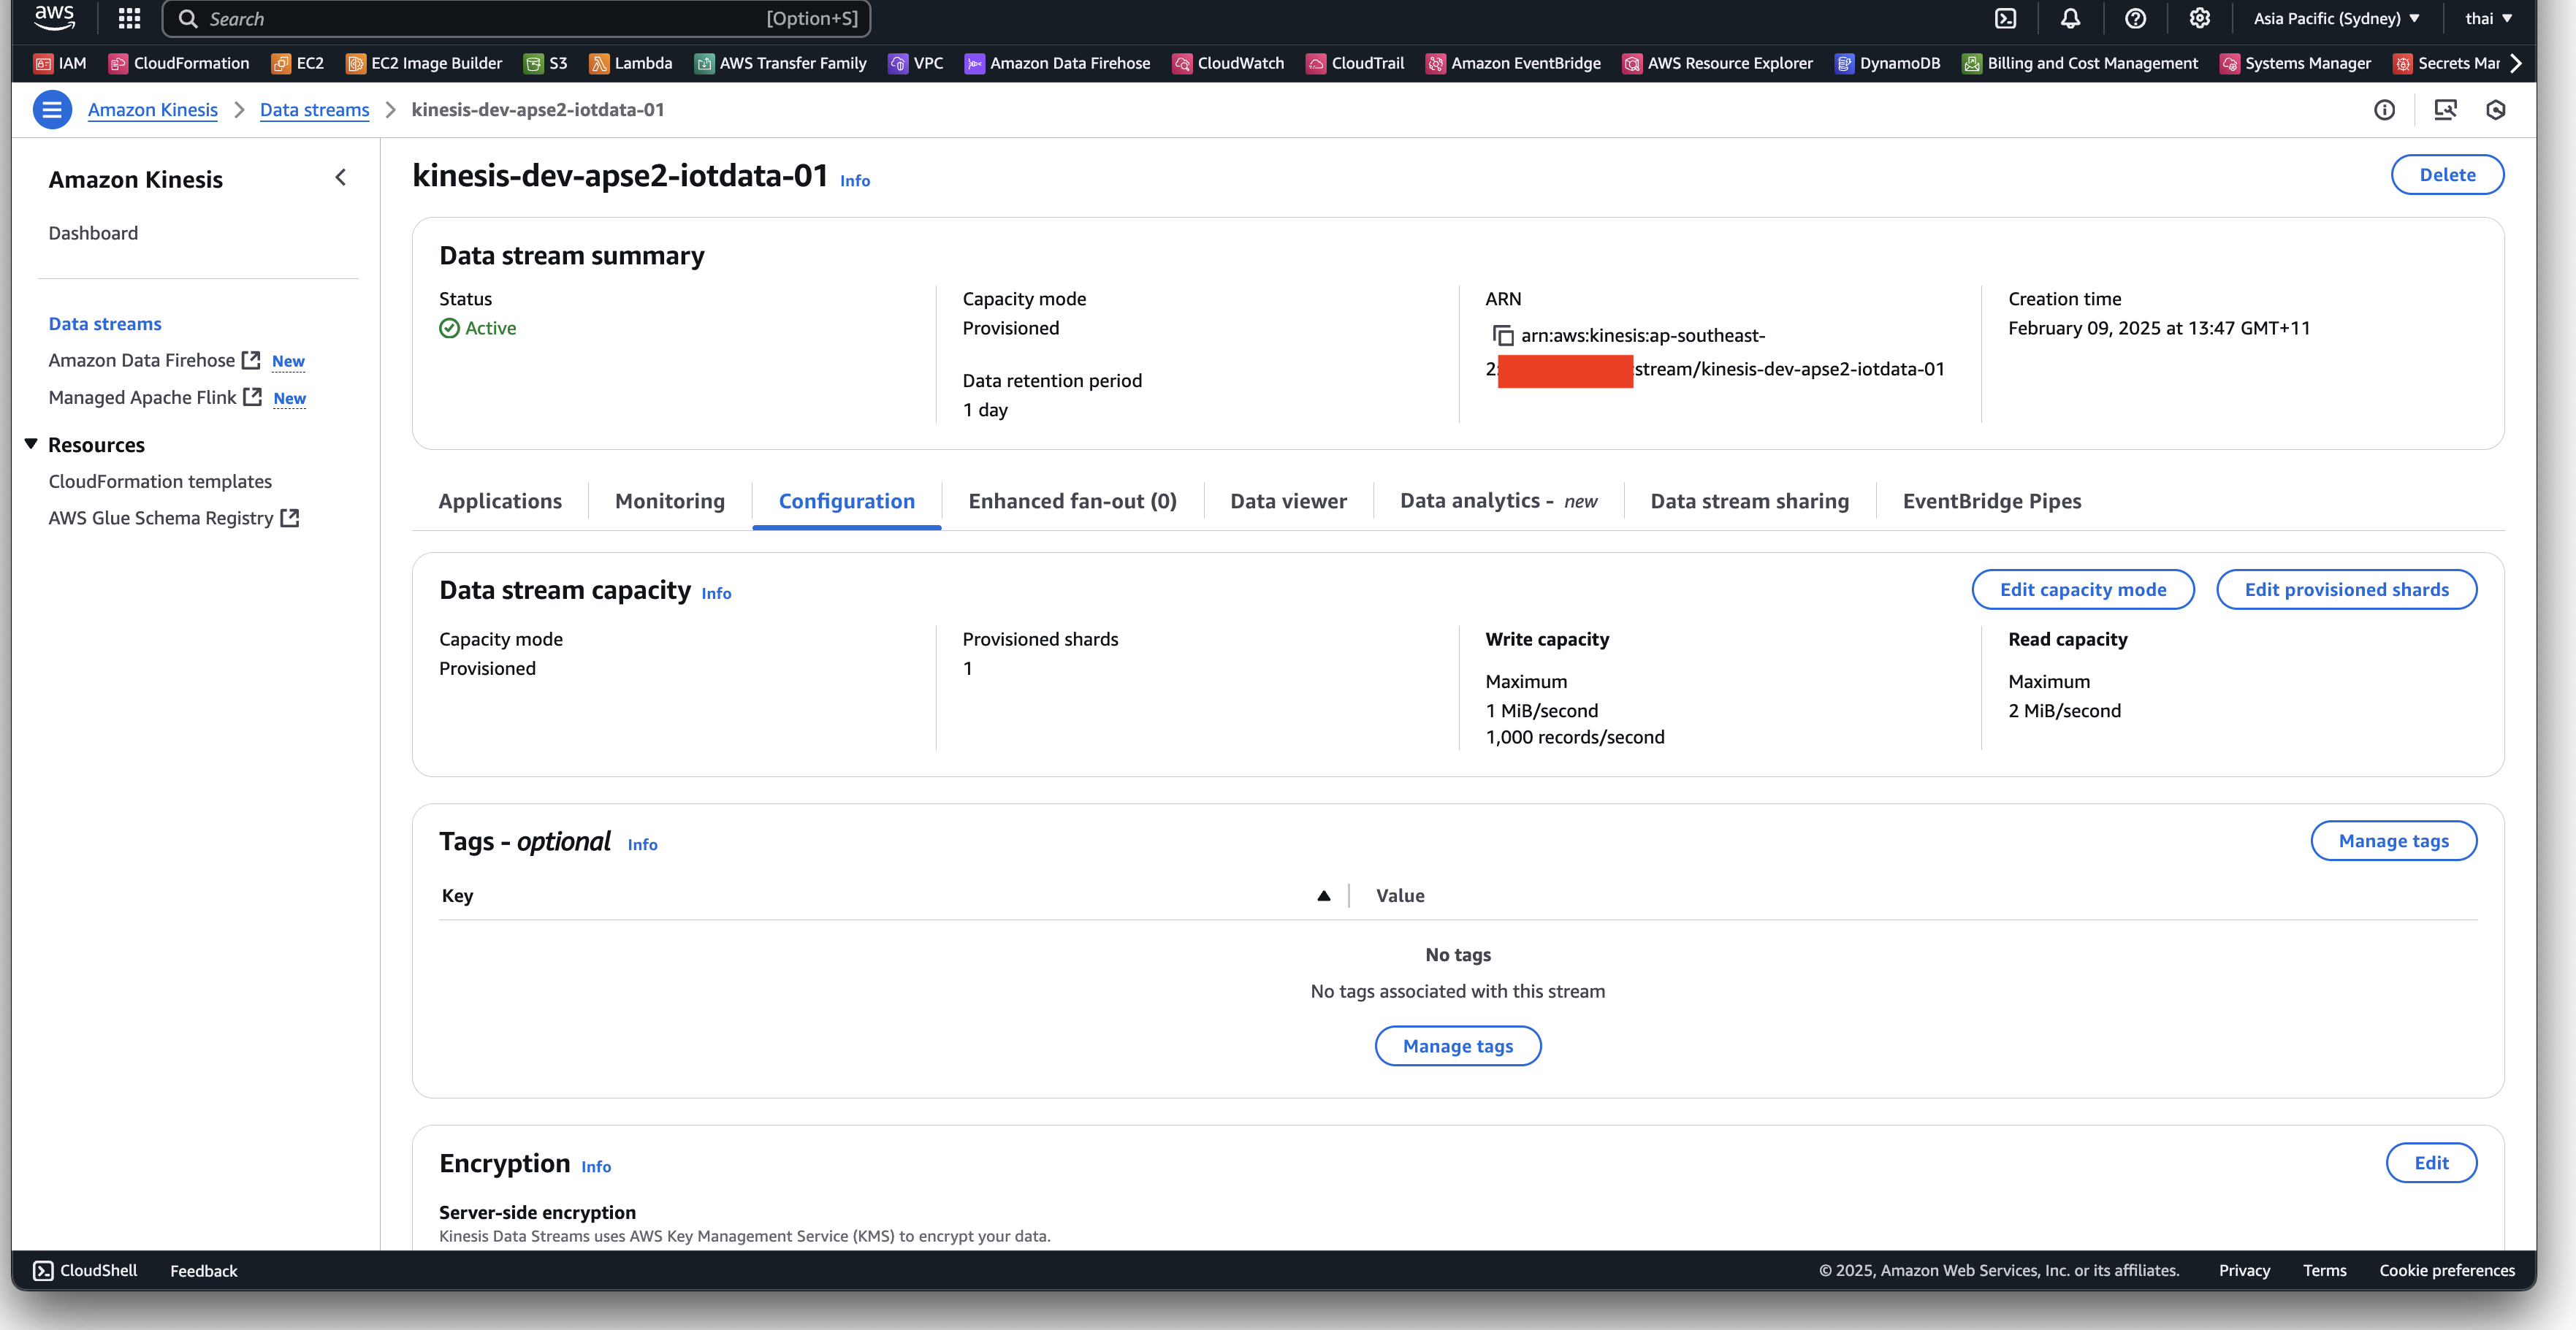 aws
Search [Option+S]
Asia Pacific (Sydney) thai
IAM CloudFormation EC2 EC2 Image Builder S3 Lambda AWS Transfer Family VPC Amazon Data Firehose CloudWatch CloudTrail Amazon EventBridge AWS Resource Explorer DynamoDB Billing and Cost Management Systems Manager Secrets Mar
Amazon Kinesis Data streams kinesis-dev-apse2-iotdata-01
Amazon Kinesis
Dashboard
Data streams
Amazon Data Firehose New
Managed Apache Flink New
Resources
CloudFormation templates
AWS Glue Schema Registry
kinesis-dev-apse2-iotdata-01 Info
Delete
Data stream summary
Status
Active
Capacity mode
Provisioned
Data retention period
1 day
ARN
arn:aws:kinesis:ap-southeast-
2: :stream/kinesis-dev-apse2-iotdata-01
Creation time
February 09, 2025 at 13:47 GMT+11
Applications Monitoring Configuration Enhanced fan-out (0) Data viewer Data analytics - new Data stream sharing EventBridge Pipes
Data stream capacity Info
Edit capacity mode Edit provisioned shards
Capacity mode
Provisioned
Provisioned shards
1
Write capacity
Maximum
1 MiB/second
1,000 records/second
Read capacity
Maximum
2 MiB/second
Tags - optional Info
Manage tags
Key Value
No tags
No tags associated with this stream
Manage tags
Encryption Info
Edit
Server-side encryption
Kinesis Data Streams uses AWS Key Management Service (KMS) to encrypt your data.
CloudShell Feedback
© 2025, Amazon Web Services, Inc. or its affiliates. Privacy Terms Cookie preferences